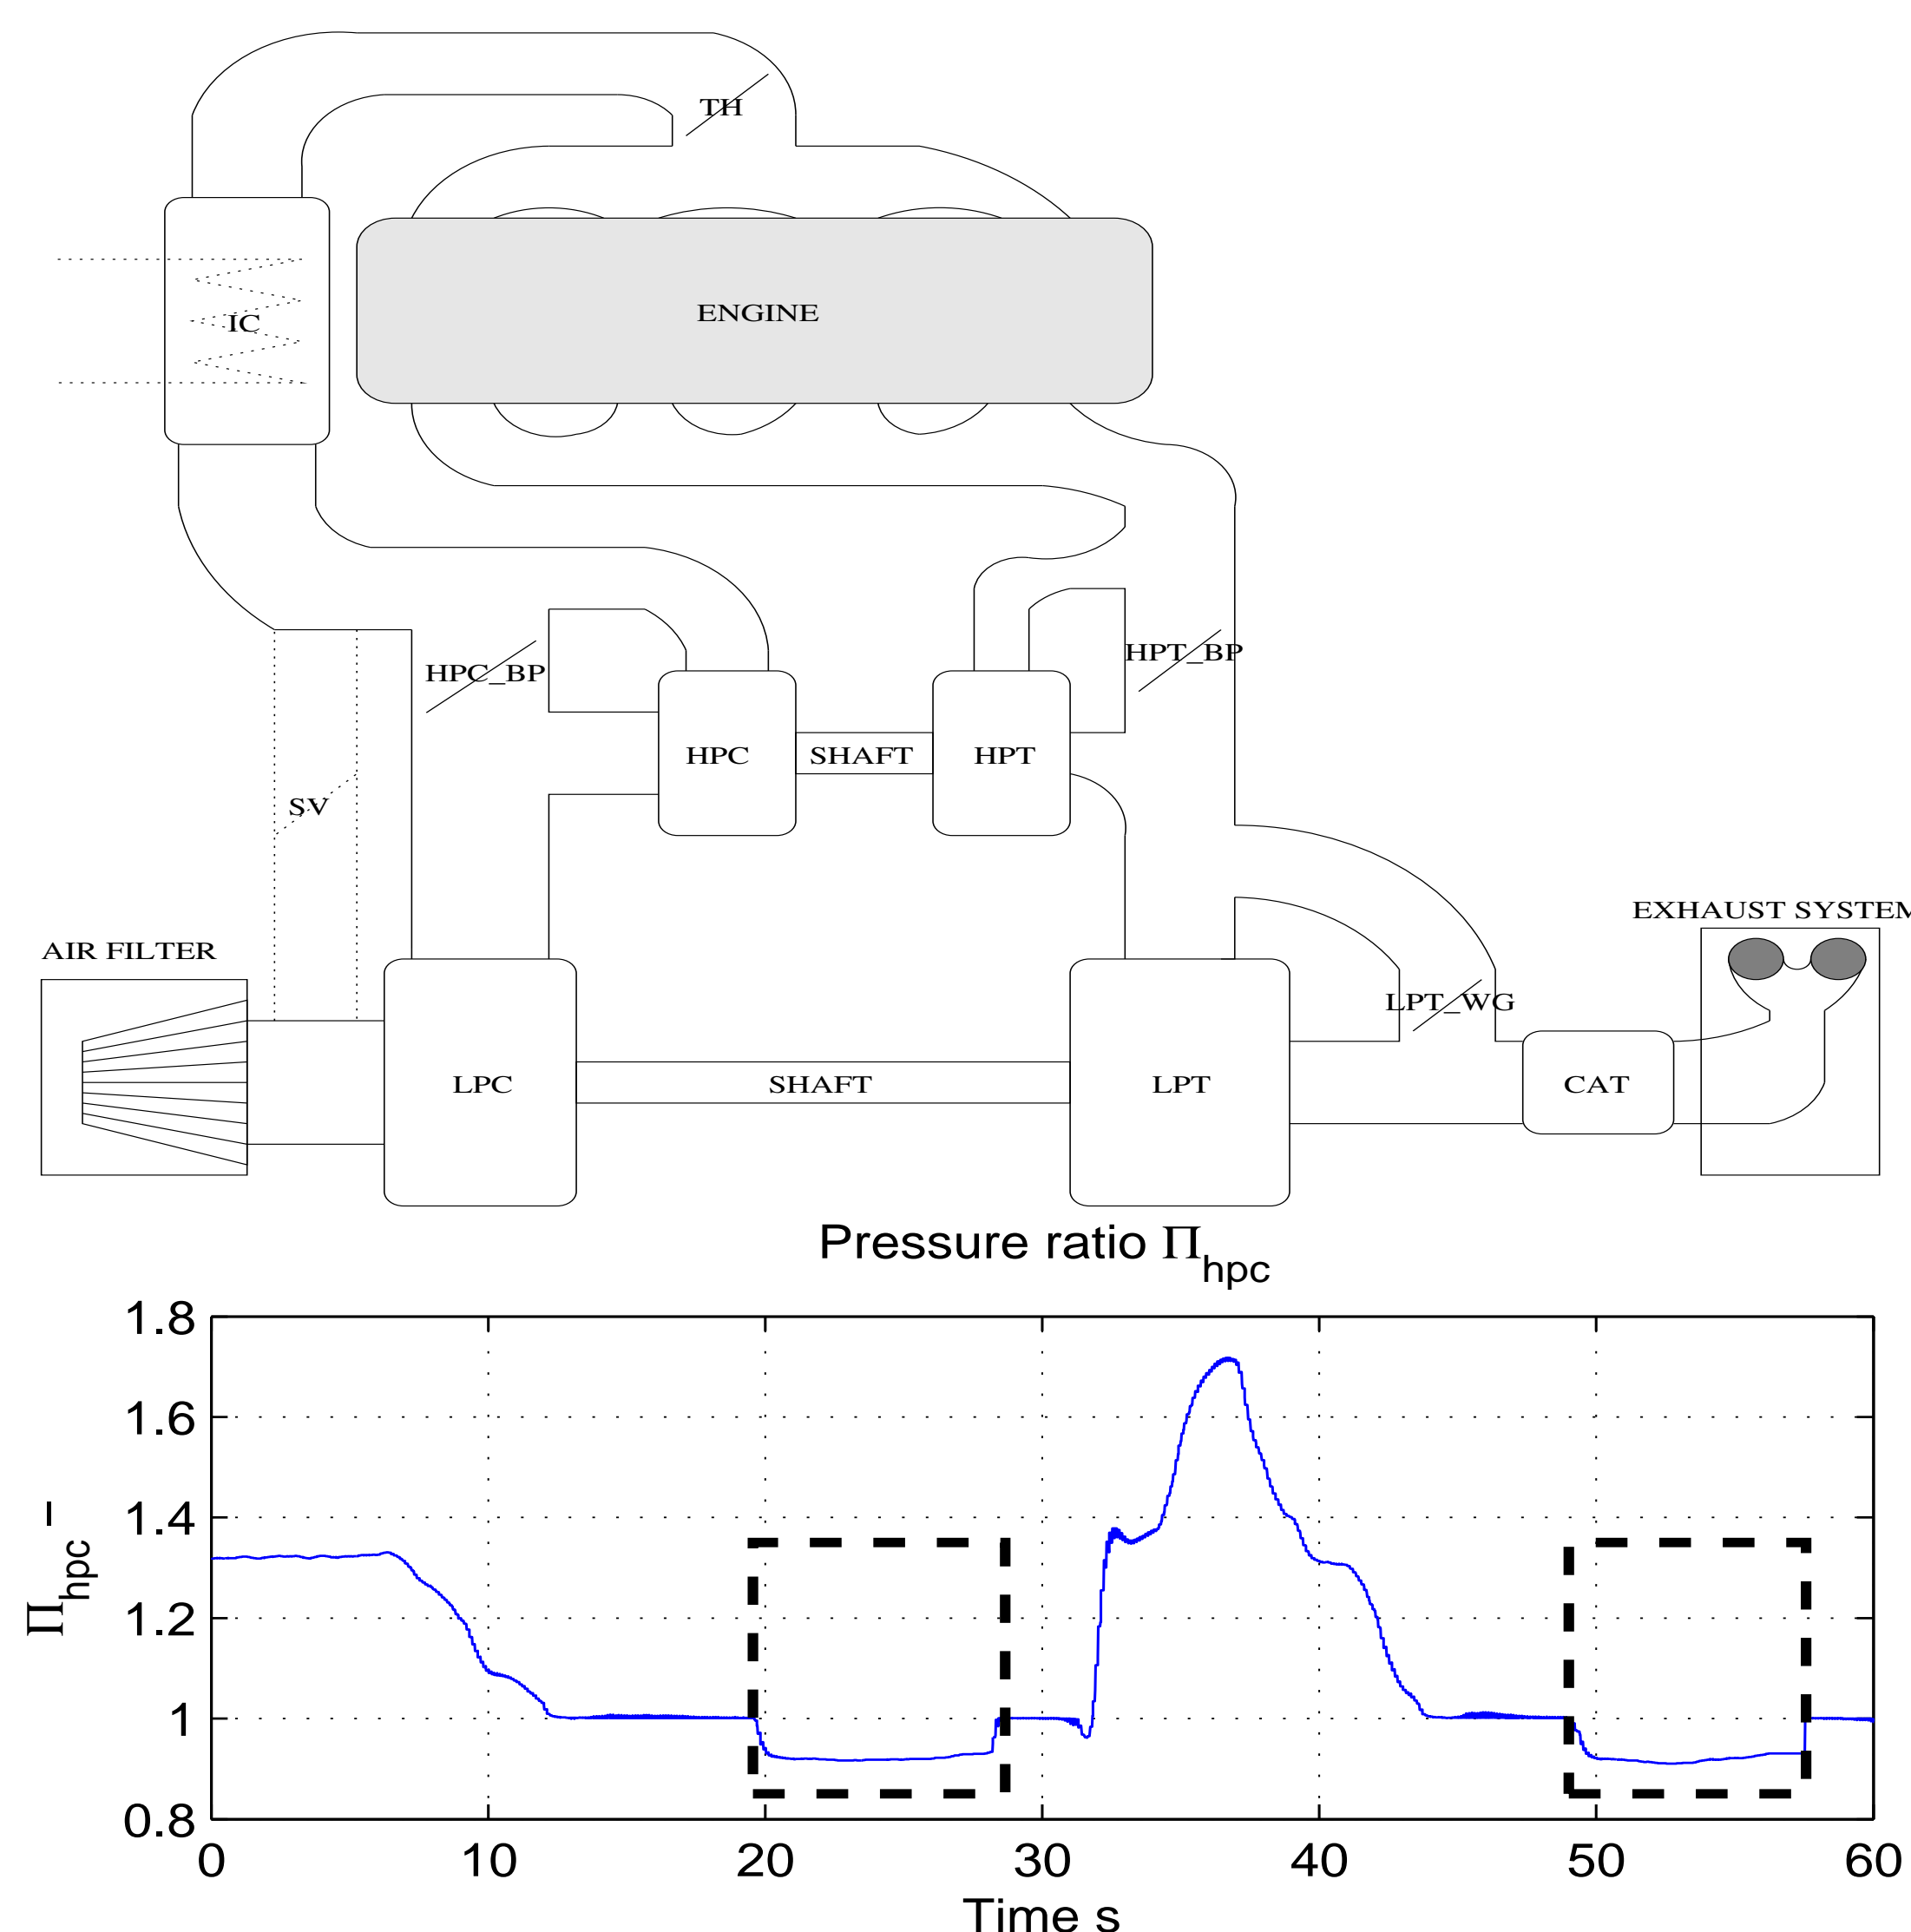 TH
IC
ENGINE
HPC_BP
HPT_BP
HPC
SHAFT
HPT
SV
EXHAUST SYSTEM
AIR FILTER
LPT_WG
LPC
SHAFT
LPT
CAT
Pressure ratio Π_hpc
Π_hpc –
1.8
1.6
1.4
1.2
1
0.8
0 10 20 30 40 50 60
Time s